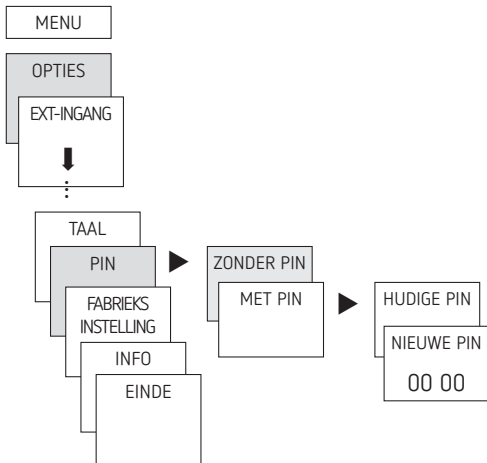 MENU
OPTIES
EXT-INGANG
TAAL
PIN
FABRIEKS
INSTELLING
INFO
EINDE
ZONDER PIN
MET PIN
HUDIGE PIN
NIEUWE PIN
00 00